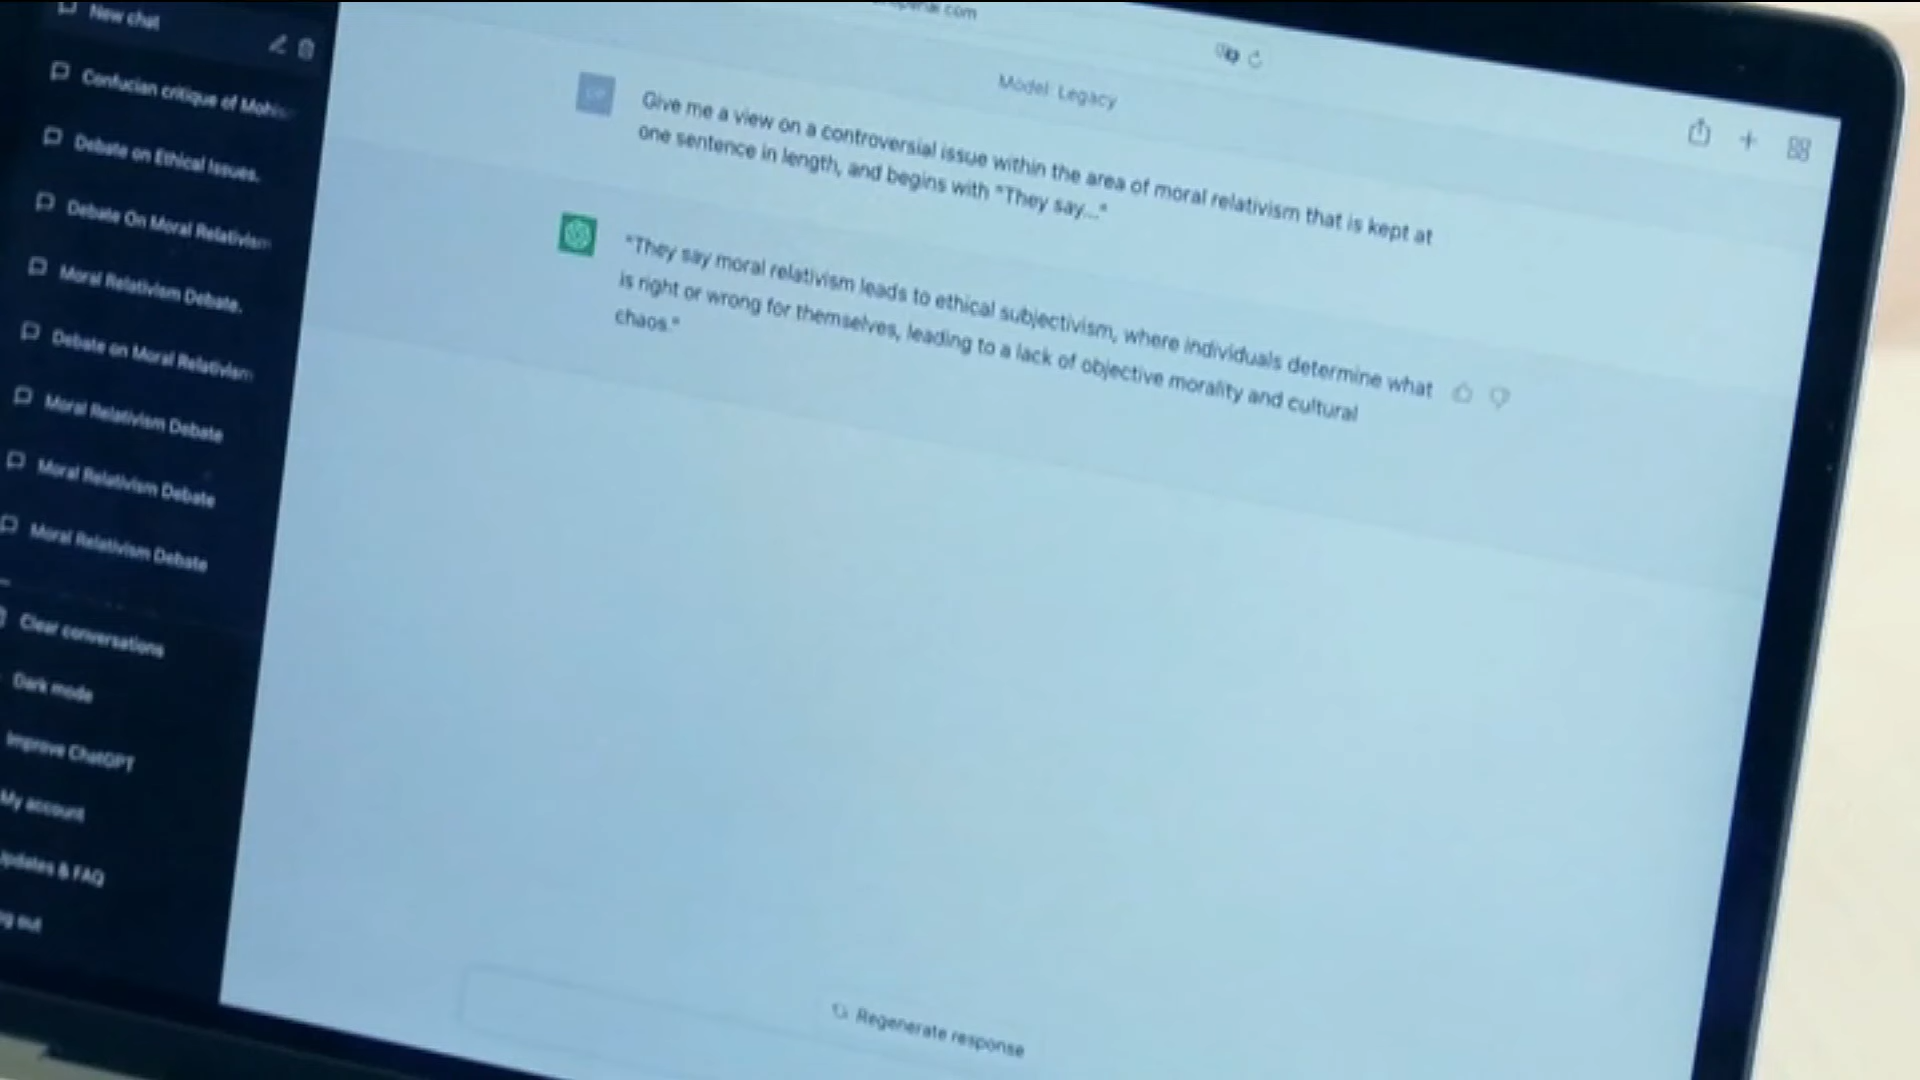 New chat
Confucian critique of
Debate on Ethical Issues.
Debate On Moral Relativism
Moral Relativism Debate.
Debate on Moral Relativism
Moral Relativism Debate
Moral Relativism Debate
Moral Relativism Debate
Clear conversations
Dark mode
Improve ChatGPT
My account
Updates & FAQ
out
.com
Model: Legacy
Give me a view on a controversial issue within the area of moral relativism that is kept at
one sentence in length, and begins with "They say..."
"They say moral relativism leads to ethical subjectivism, where individuals determine what
is right or wrong for themselves, leading to a lack of objective morality and cultural
chaos."
Regenerate response